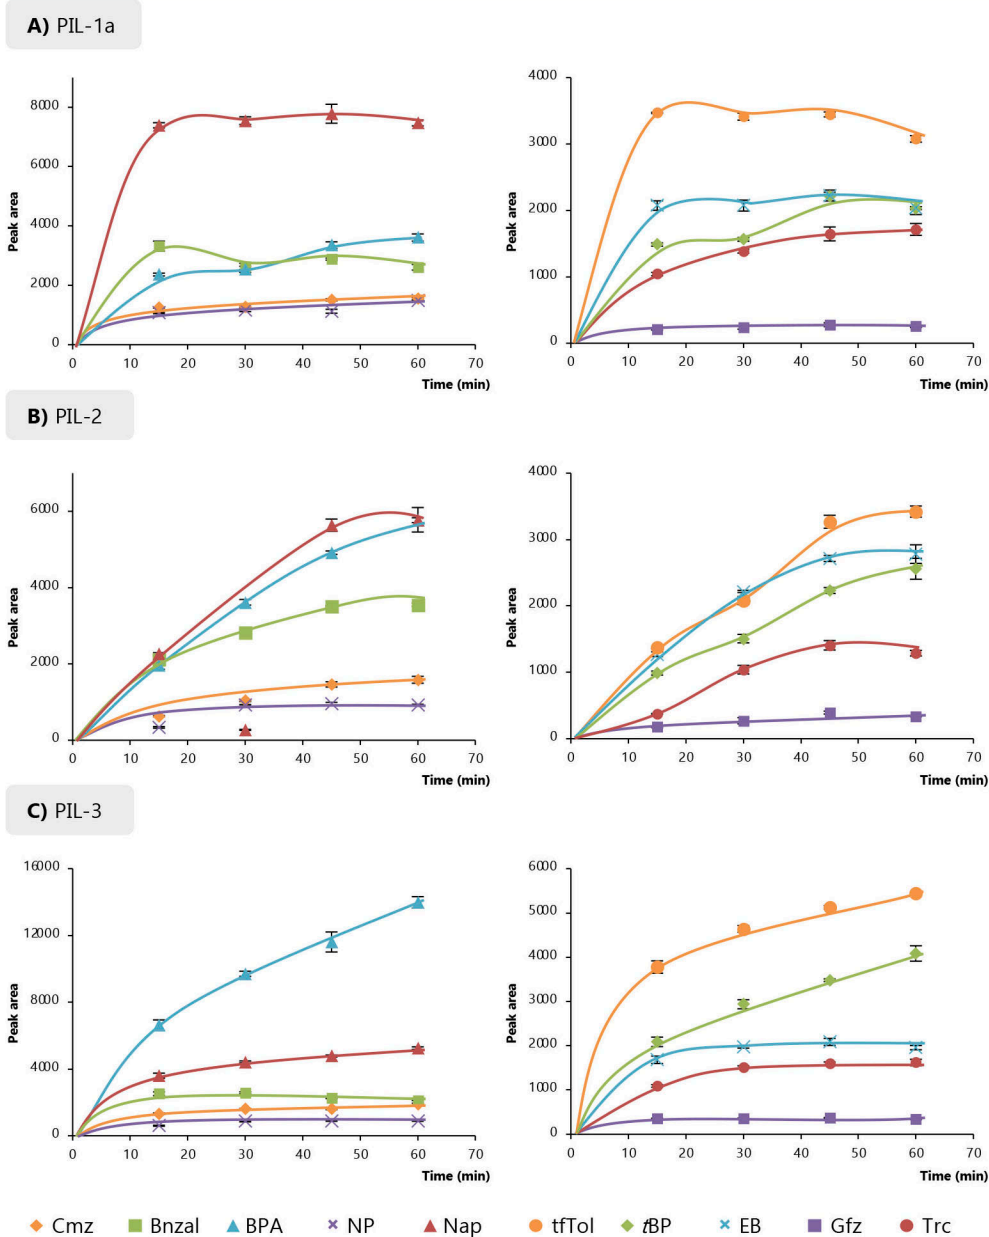 A) PIL-1a
Peak area
8000
6000
4000
2000
0
0 10 20 30 40 50 60 70
Time (min)
Peak area
4000
3000
2000
1000
0
0 10 20 30 40 50 60 70
Time (min)
B) PIL-2
Peak area
6000
4000
2000
0
0 10 20 30 40 50 60 70
Time (min)
Peak area
4000
3000
2000
1000
0
0 10 20 30 40 50 60 70
Time (min)
C) PIL-3
Peak area
16000
12000
8000
4000
0
0 10 20 30 40 50 60 70
Time (min)
Peak area
6000
5000
4000
3000
2000
1000
0
0 10 20 30 40 50 60 70
Time (min)
Cmz Bnzal BPA NP Nap tfTol tBP EB Gfz Trc